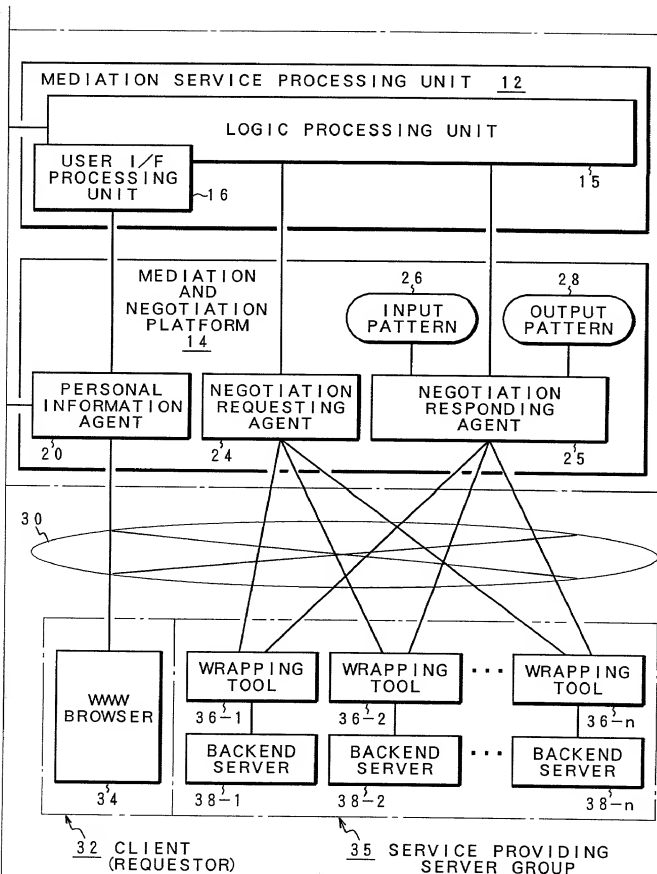 MEDIATION SERVICE PROCESSING UNIT 12
LOGIC PROCESSING UNIT
15
USER I/F
PROCESSING
UNIT
16
MEDIATION
AND
NEGOTIATION
PLATFORM
14
26
INPUT
PATTERN
28
OUTPUT
PATTERN
PERSONAL
INFORMATION
AGENT
20
NEGOTIATION
REQUESTING
AGENT
24
NEGOTIATION
RESPONDING
AGENT
25
30
WWW
BROWSER
34
WRAPPING
TOOL
36-1
WRAPPING
TOOL
36-2
...
WRAPPING
TOOL
36-n
BACKEND
SERVER
38-1
BACKEND
SERVER
38-2
...
BACKEND
SERVER
38-n
32 CLIENT
(REQUESTOR)
35 SERVICE PROVIDING
SERVER GROUP